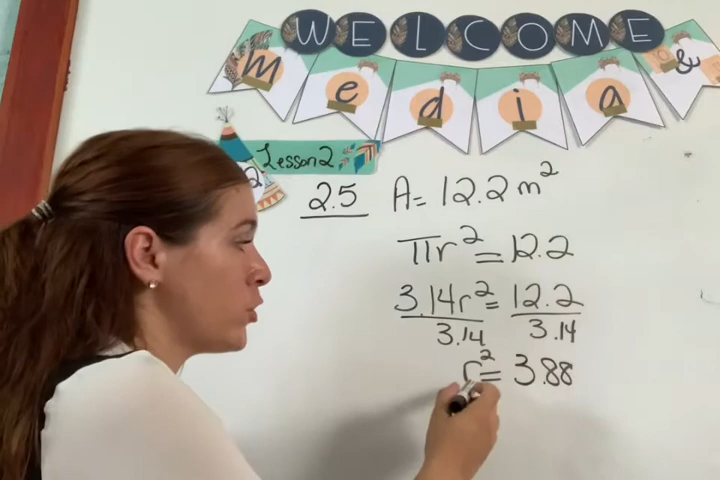 WELCOME
media &
Lesson 2
2.5 A = 12.2 m²
πr² = 12.2
3.14r² = 12.2
3.14 3.14
r² = 3.88